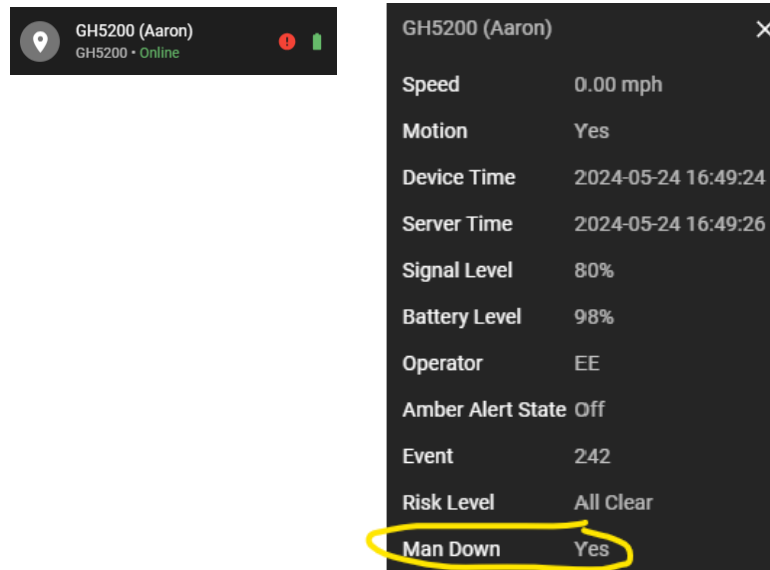 GH5200 (Aaron)
GH5200 • Online
GH5200 (Aaron)
Speed 0.00 mph
Motion Yes
Device Time 2024-05-24 16:49:24
Server Time 2024-05-24 16:49:26
Signal Level 80%
Battery Level 98%
Operator EE
Amber Alert State Off
Event 242
Risk Level All Clear
Man Down Yes